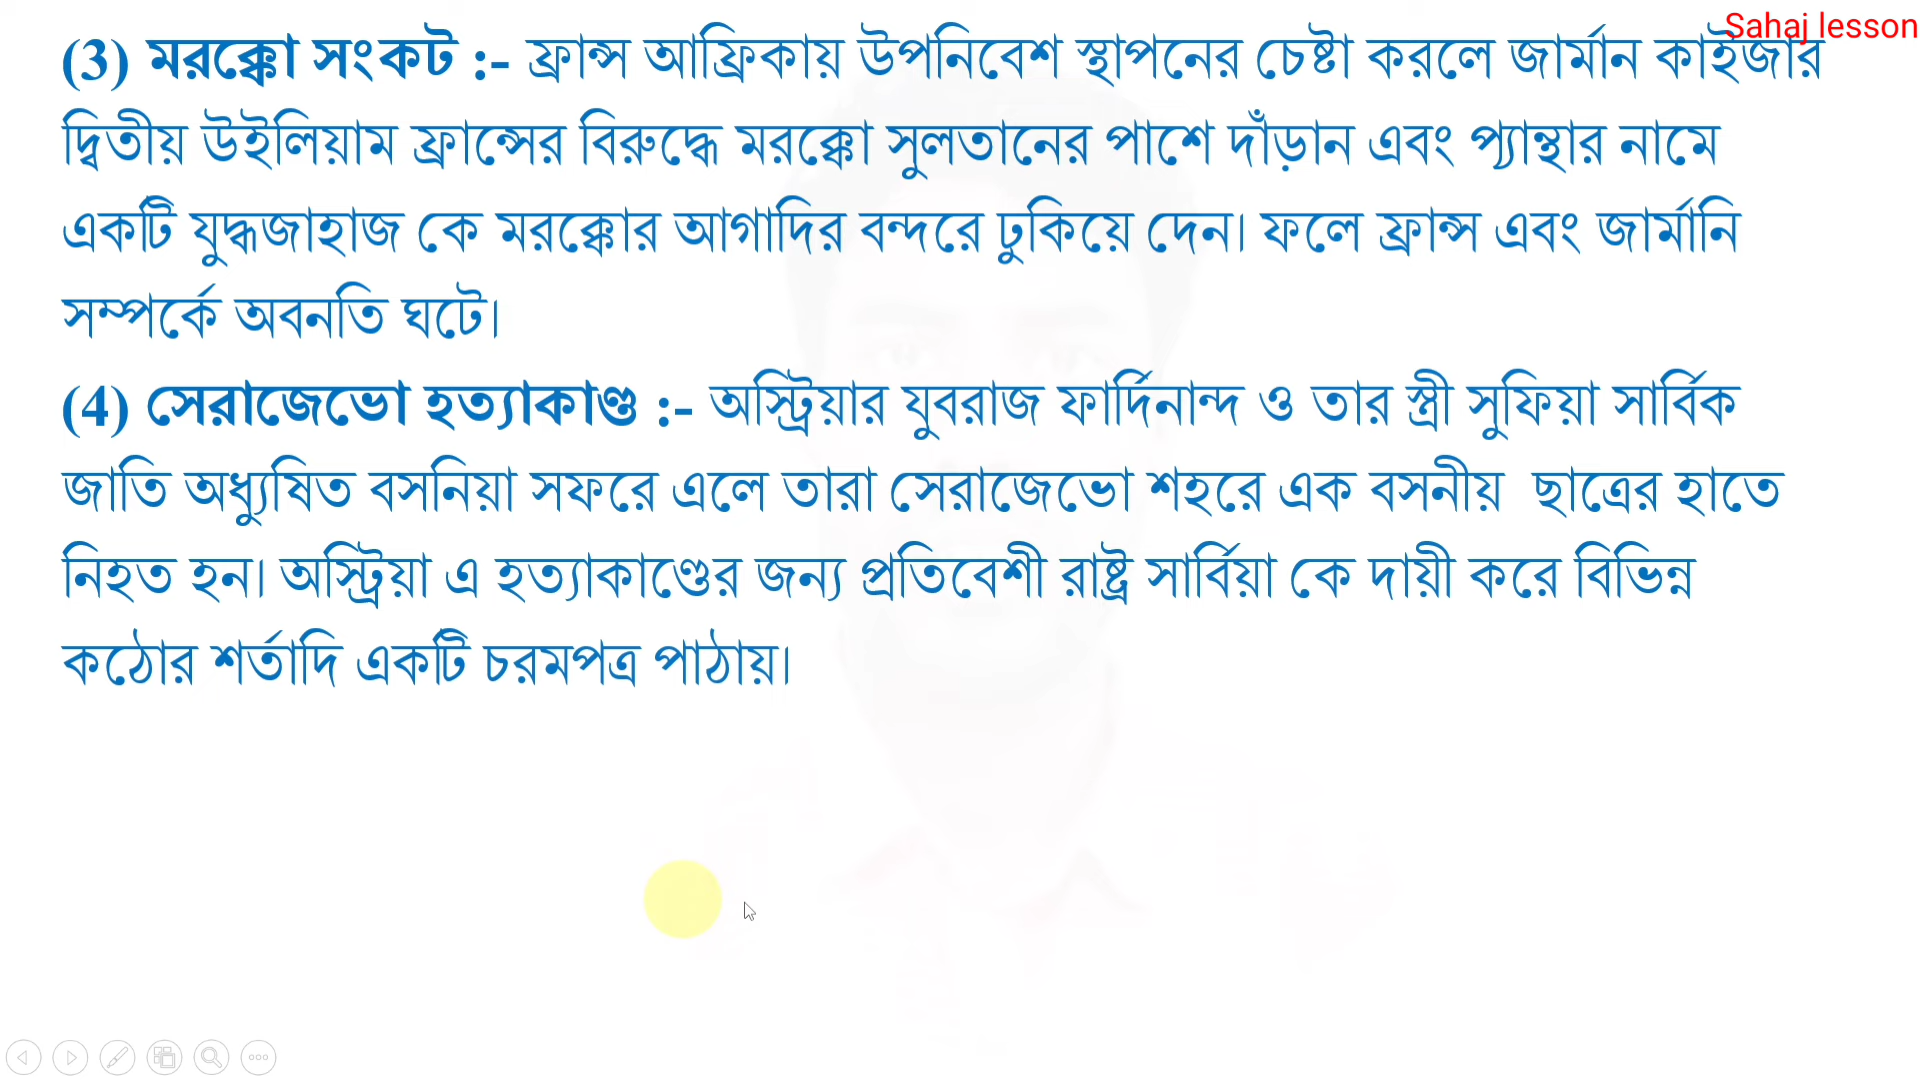 Sahaj lesson
(3) মরক্কো সংকট :- ফ্রান্স আফ্রিকায় উপনিবেশ স্থাপনের চেষ্টা করলে জার্মান কাইজার
দ্বিতীয় উইলিয়াম ফ্রান্সের বিরুদ্ধে মরক্কো সুলতানের পাশে দাঁড়ান এবং প্যান্থার নামে
একটি যুদ্ধজাহাজ কে মরক্কোর আগাদির বন্দরে ঢুকিয়ে দেন। ফলে ফ্রান্স এবং জার্মানি
সম্পর্কে অবনতি ঘটে।
(4) সেরাজেভো হত্যাকাণ্ড :- অস্ট্রিয়ার যুবরাজ ফার্দিনান্দ ও তার স্ত্রী সুফিয়া সার্বিক
জাতি অধ্যুষিত বসনিয়া সফরে এলে তারা সেরাজেভো শহরে এক বসনীয় ছাত্রের হাতে
নিহত হন। অস্ট্রিয়া এ হত্যাকাণ্ডের জন্য প্রতিবেশী রাষ্ট্র সার্বিয়া কে দায়ী করে বিভিন্ন
কঠোর শর্তাদি একটি চরমপত্র পাঠায়।